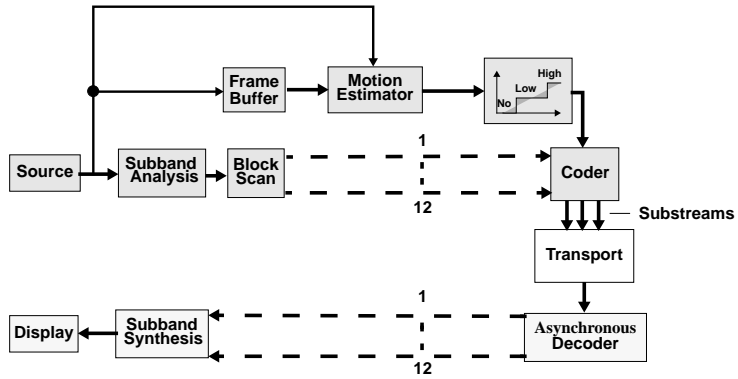 Frame
Buffer
Motion
Estimator
High
Low
No
Source
Subband
Analysis
Block
Scan
1
12
Coder
Substreams
Transport
Display
Subband
Synthesis
1
12
Asynchronous
Decoder